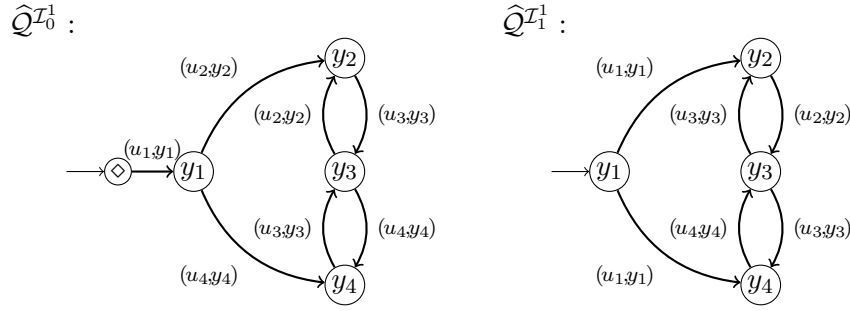 $\widehat{\mathcal{Q}}^{\mathcal{I}_0^1}$ :
(u₂,y₂)
y₂
(u₂,y₂)
(u₃,y₃)
(u₁,y₁)
◇
y₁
y₃
(u₃,y₃)
(u₄,y₄)
(u₄,y₄)
y₄
$\widehat{\mathcal{Q}}^{\mathcal{I}_1^1}$ :
(u₁,y₁)
y₂
(u₃,y₃)
(u₂,y₂)
y₁
y₃
(u₄,y₄)
(u₃,y₃)
(u₁,y₁)
y₄